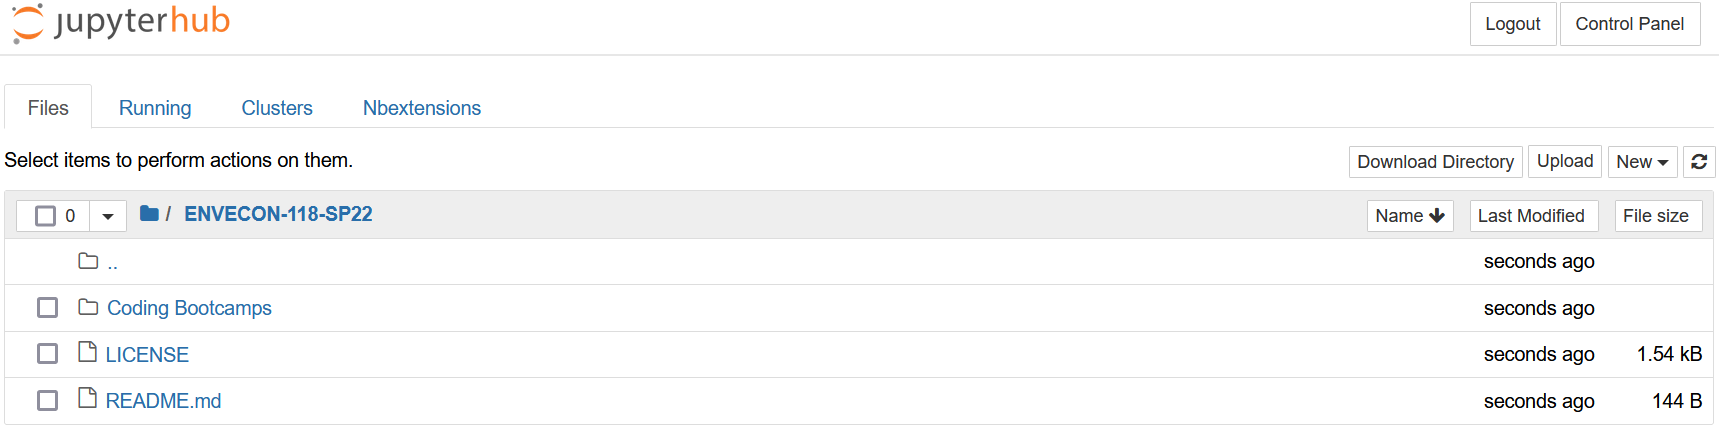 jupyterhub Logout Control Panel
Files Running Clusters Nbextensions
Select items to perform actions on them. Download Directory Upload New
0 / ENVECON-118-SP22 Name Last Modified File size
.. seconds ago
Coding Bootcamps seconds ago
LICENSE seconds ago 1.54 kB
README.md seconds ago 144 B